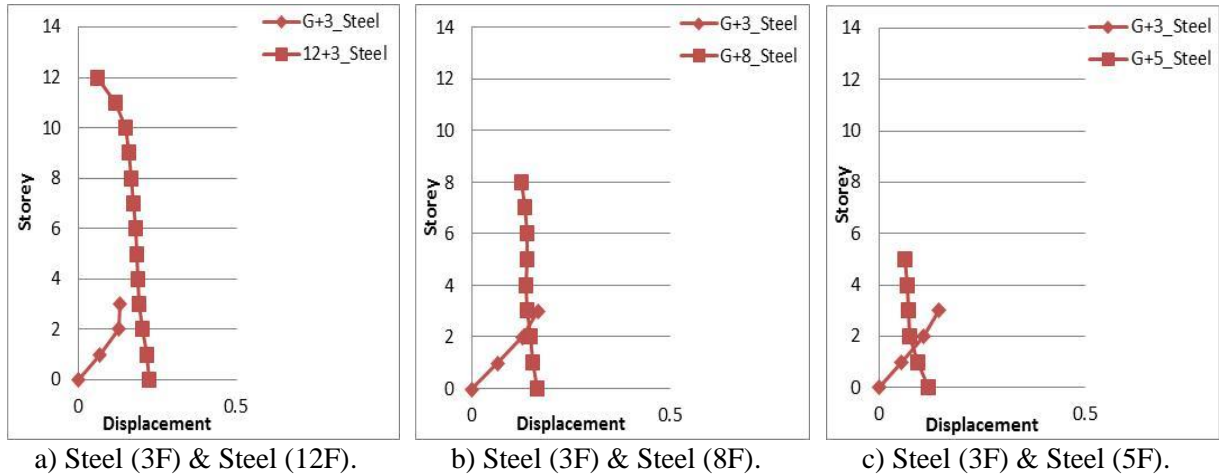 14
12
10
8
6
4
2
0
Storey
0
0.5
Displacement
G+3_Steel
12+3_Steel
a) Steel (3F) & Steel (12F).
14
12
10
8
6
4
2
0
Storey
0
0.5
Displacement
G+3_Steel
G+8_Steel
b) Steel (3F) & Steel (8F).
14
12
10
8
6
4
2
0
Storey
0
0.5
Displacement
G+3_Steel
G+5_Steel
c) Steel (3F) & Steel (5F).